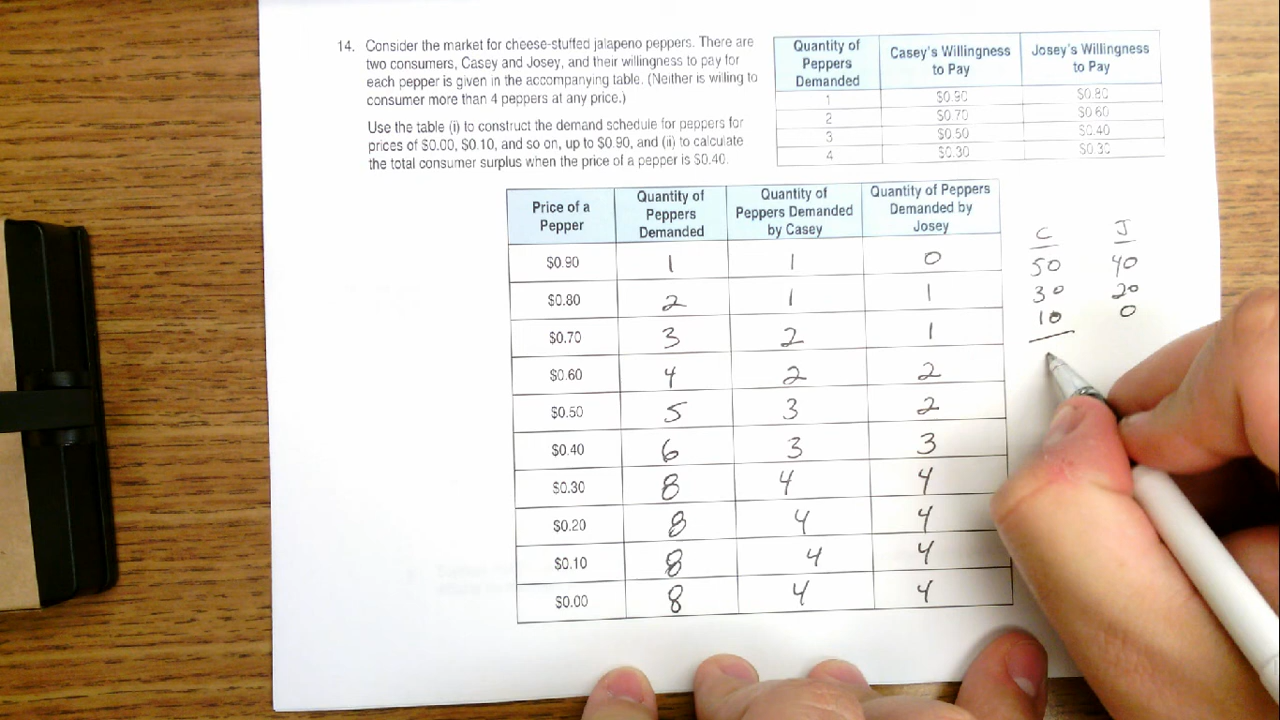 14. Consider the market for cheese-stuffed jalapeno peppers. There are
two consumers, Casey and Josey, and their willingness to pay for
each pepper is given in the accompanying table. (Neither is willing to
consumer more than 4 peppers at any price.)
Use the table (i) to construct the demand schedule for peppers for
prices of $0.00, $0.10, and so on, up to $0.90, and (ii) to calculate
the total consumer surplus when the price of a pepper is $0.40.
Quantity of Peppers Demanded Casey's Willingness to Pay Josey's Willingness to Pay
1 $0.90 $0.80
2 $0.70 $0.60
3 $0.50 $0.40
4 $0.30 $0.30
Price of a Pepper Quantity of Peppers Demanded Quantity of Peppers Demanded by Casey Quantity of Peppers Demanded by Josey
$0.90 1 1 0
$0.80 2 1 1
$0.70 3 2 1
$0.60 4 2 2
$0.50 5 3 2
$0.40 6 3 3
$0.30 8 4 4
$0.20 8 4 4
$0.10 8 4 4
$0.00 8 4 4
C J
50 40
30 20
10 0